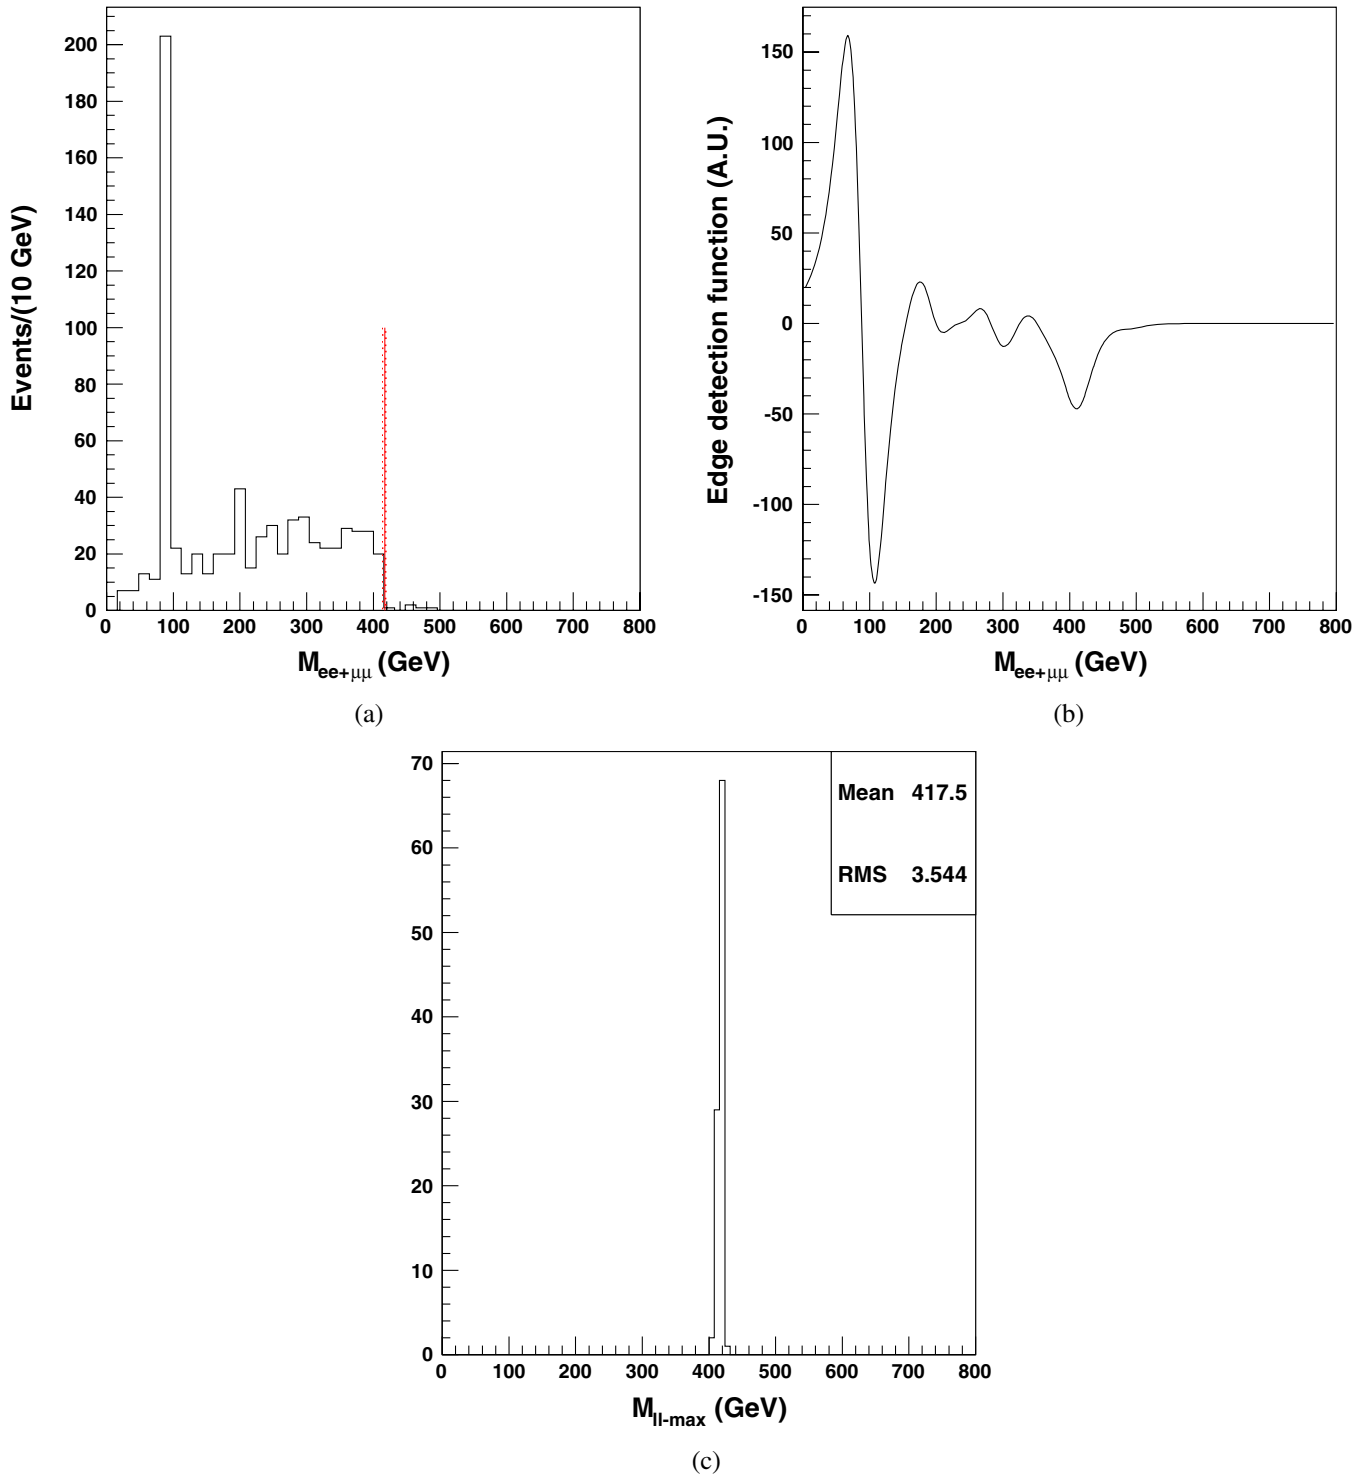 Events/(10 GeV)
200
180
160
140
120
100
80
60
40
20
0
0 100 200 300 400 500 600 700 800
M ee+μμ (GeV)
(a)
Edge detection function (A.U.)
150
100
50
0
-50
-100
-150
0 100 200 300 400 500 600 700 800
M ee+μμ (GeV)
(b)
70
60
50
40
30
20
10
0
Mean 417.5
RMS 3.544
0 100 200 300 400 500 600 700 800
M ll-max (GeV)
(c)